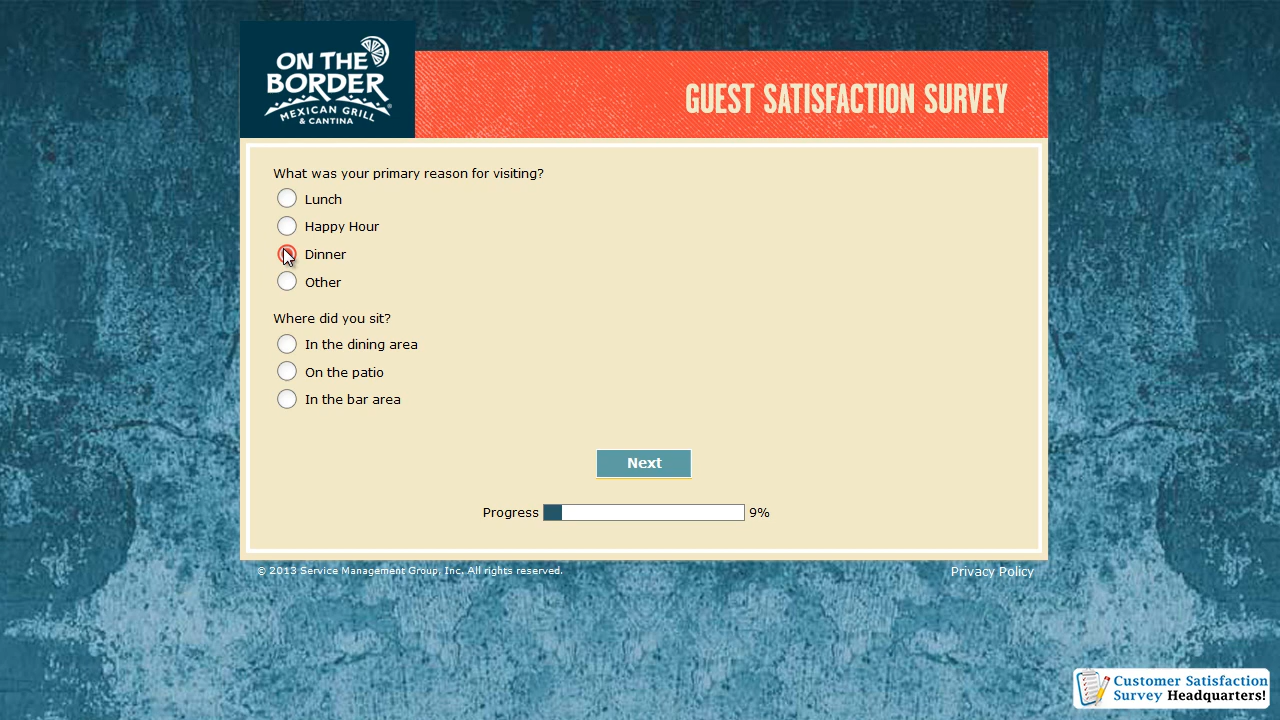 ON THE
BORDER
MEXICAN GRILL
& CANTINA
GUEST SATISFACTION SURVEY
What was your primary reason for visiting?
Lunch
Happy Hour
Dinner
Other
Where did you sit?
In the dining area
On the patio
In the bar area
Next
Progress 9%
© 2013 Service Management Group, Inc. All rights reserved.
Privacy Policy
Customer Satisfaction
Survey Headquarters!